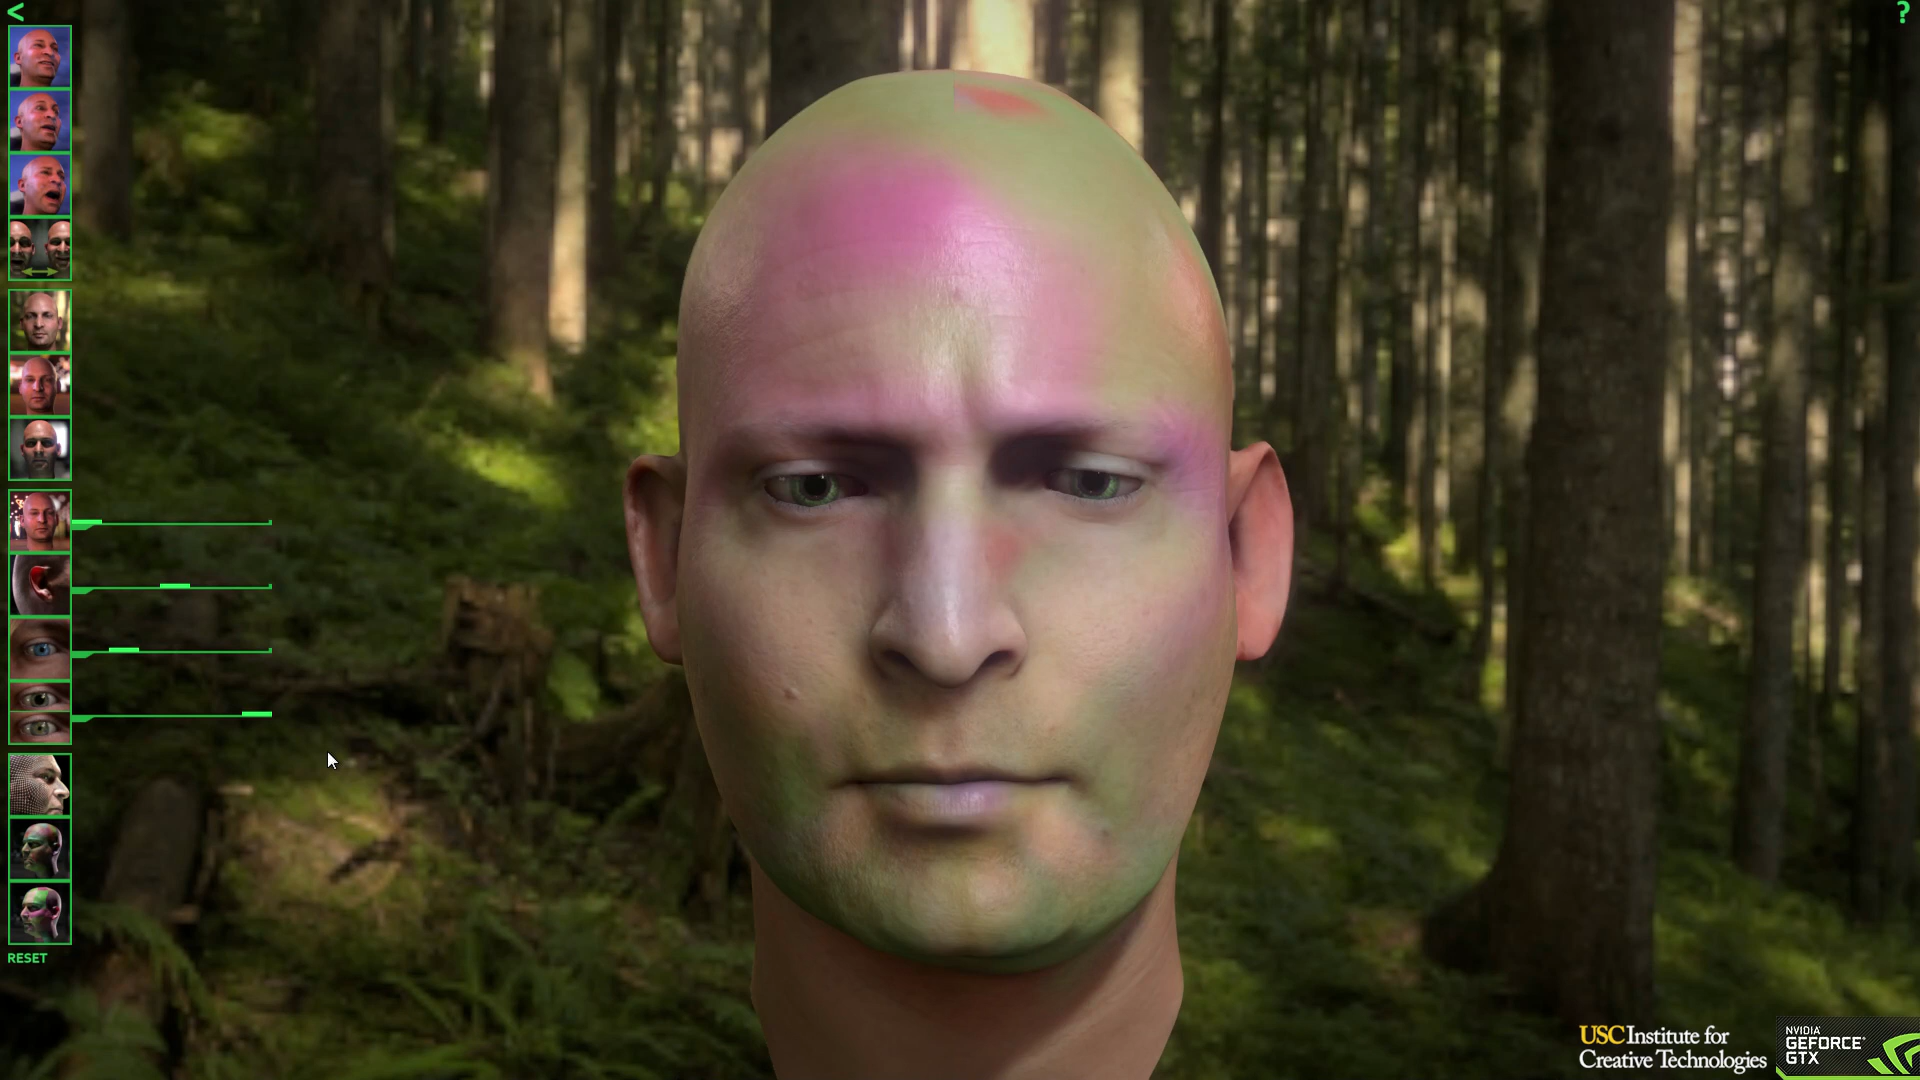 <
?
RESET
USC Institute for
Creative Technologies
NVIDIA
GEFORCE
GTX